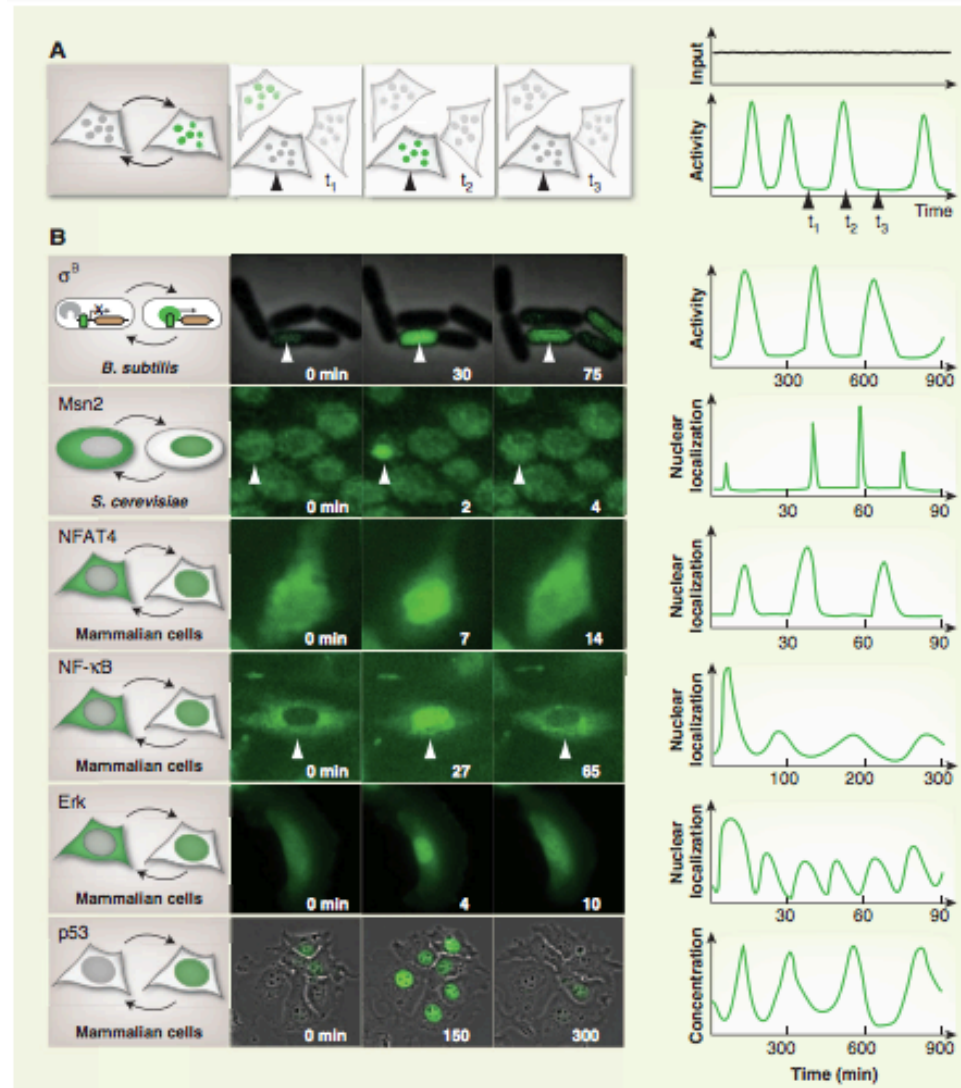 A
t1
t2
t3
Input
Activity
t1
t2
t3
Time
B
σB
B. subtilis
0 min
30
75
Activity
300
600
900
Msn2
S. cerevisiae
0 min
2
4
Nuclear
localization
30
60
90
NFAT4
Mammalian cells
0 min
7
14
Nuclear
localization
30
60
90
NF-κB
Mammalian cells
0 min
27
65
Nuclear
localization
100
200
300
Erk
Mammalian cells
0 min
4
10
Nuclear
localization
30
60
90
p53
Mammalian cells
0 min
150
300
Concentration
300
600
900
Time (min)